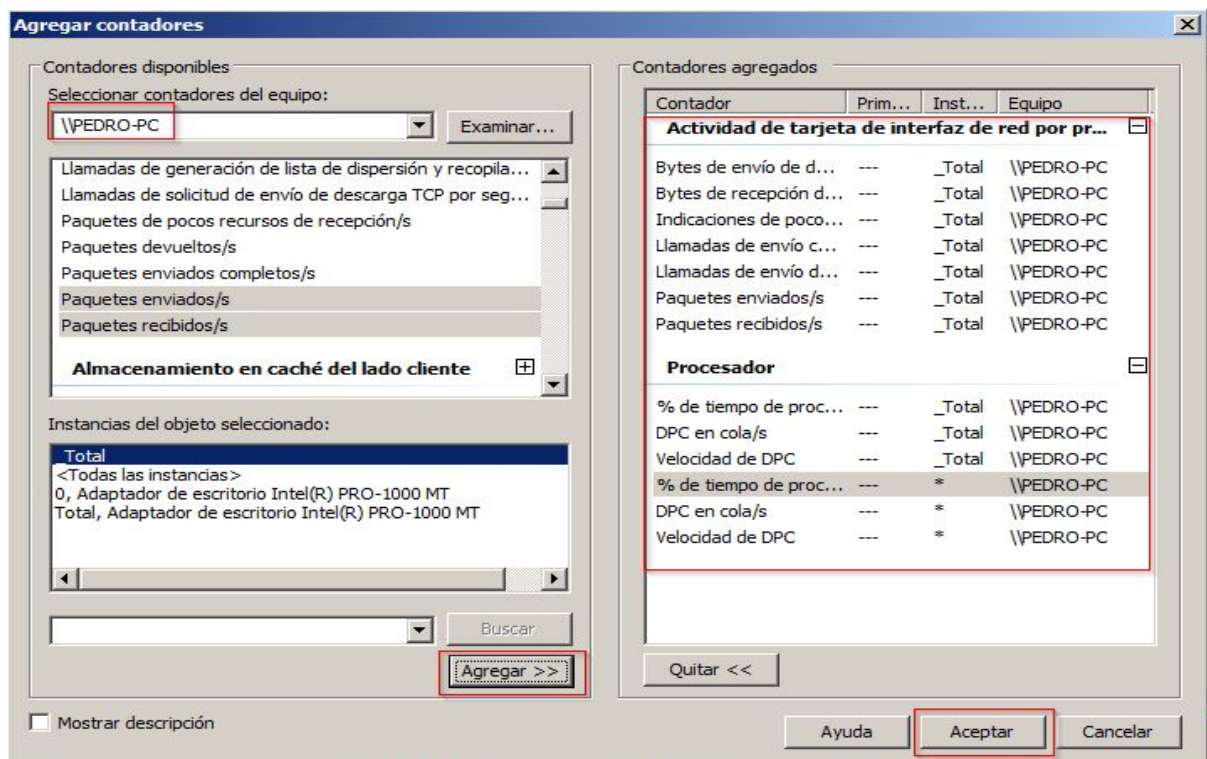 Agregar contadores
Contadores disponibles
Seleccionar contadores del equipo:
\\PEDRO-PC
Examinar...
Llamadas de generación de lista de dispersión y recopila...
Llamadas de solicitud de envío de descarga TCP por seg...
Paquetes de pocos recursos de recepción/s
Paquetes devueltos/s
Paquetes enviados completos/s
Paquetes enviados/s
Paquetes recibidos/s
Almacenamiento en caché del lado cliente
Instancias del objeto seleccionado:
_Total
<Todas las instancias>
0, Adaptador de escritorio Intel(R) PRO-1000 MT
Total, Adaptador de escritorio Intel(R) PRO-1000 MT
Buscar
Agregar >>
Mostrar descripción
Contadores agregados
Contador Prim... Inst... Equipo
Actividad de tarjeta de interfaz de red por pr...
Bytes de envío de d... --- _Total \\PEDRO-PC
Bytes de recepción d... --- _Total \\PEDRO-PC
Indicaciones de poco... --- _Total \\PEDRO-PC
Llamadas de envío c... --- _Total \\PEDRO-PC
Llamadas de envío d... --- _Total \\PEDRO-PC
Paquetes enviados/s --- _Total \\PEDRO-PC
Paquetes recibidos/s --- _Total \\PEDRO-PC
Procesador
% de tiempo de proc... --- _Total \\PEDRO-PC
DPC en cola/s --- _Total \\PEDRO-PC
Velocidad de DPC --- _Total \\PEDRO-PC
% de tiempo de proc... --- * \\PEDRO-PC
DPC en cola/s --- * \\PEDRO-PC
Velocidad de DPC --- * \\PEDRO-PC
Quitar <<
Ayuda
Aceptar
Cancelar